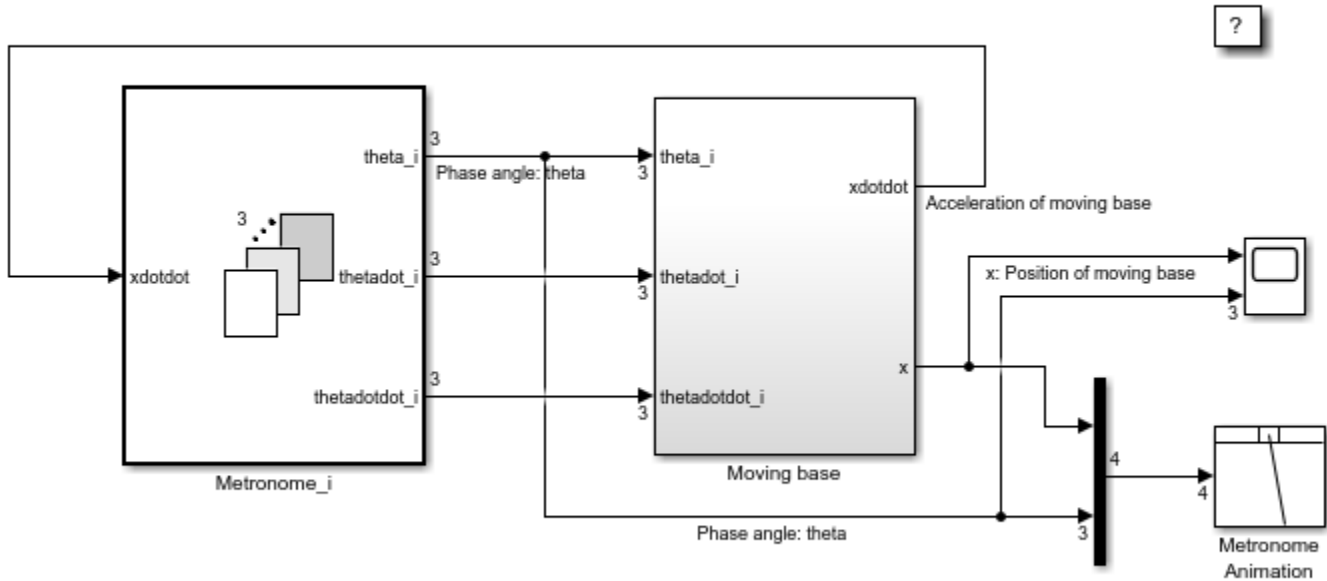 ?
3
theta_i
Phase angle: theta
3
theta_i
xdotdot
Acceleration of moving base
3
xdotdot
3
thetadot_i
3
thetadot_i
x: Position of moving base
3
x
3
thetadotdot_i
3
thetadotdot_i
Metronome_i
Moving base
4
4
Phase angle: theta
3
Metronome
Animation